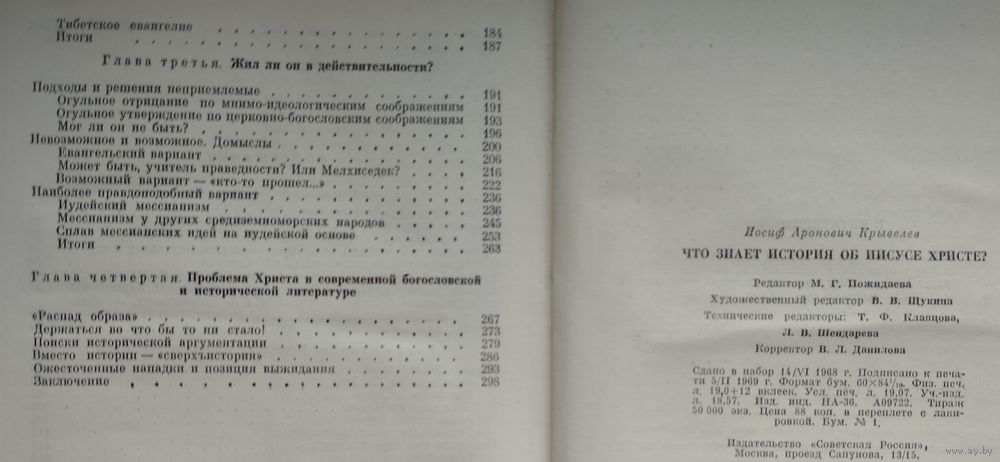 Тибетское евангелие . . . . . . . . . . . 184
Итоги . . . . . . . . . . . . . 187
Глава третья. Жил ли он в действительности?
Подходы и решения неприемлемые . . . . . . . . 191
Огульное отрицание по мнимо-идеологическим соображениям 191
Огульное утверждение по церковно-богословским соображениям 193
Мог ли он не быть? . . . . . . . . . . . 196
Невозможное и возможное. Домыслы . . . . . . . . 200
Евангельский вариант . . . . . . . . . . . 206
Может быть, учитель праведности? Или Мелхиседек? . . . . 216
Возможный вариант — «кто-то прошел...» . . . . . . 222
Наиболее правдоподобный вариант . . . . . . . . 236
Иудейский мессианизм . . . . . . . . . . 236
Мессианизм у других средиземноморских народов . . . . 245
Сплав мессианских идей на иудейской основе . . . . . 253
Итоги . . . . . . . . . . . . . 263
Глава четвертая. Проблема Христа в современной богословской
и исторической литературе
«Распад образа» . . . . . . . . . . . . 267
Держаться во что бы то ни стало! . . . . . . . . 273
Поиски исторической аргументации . . . . . . . . 279
Вместо истории — «сверхъистория» . . . . . . . . 286
Ожесточенные нападки и позиция выжидания . . . . . 293
Заключение . . . . . . . . . . . . . 298
Иосиф Аронович Крывелев
ЧТО ЗНАЕТ ИСТОРИЯ ОБ ИИСУСЕ ХРИСТЕ?
Редактор М. Г. Пожидаева
Художественный редактор В. В. Щукина
Технические редакторы: Т. Ф. Клапцова,
Л. В. Шендарева
Корректор В. Л. Данилова
Сдано в набор 14/VI 1968 г. Подписано к печа-
ти 5/II 1969 г. Формат бум. 60×84¹/₁₆. Физ. печ.
л. 19,0+12 вклеек. Усл. печ. л. 19,07. Уч.-изд.
л. 18,57. Изд. инд. НА-36. А09722. Тираж
50 000 экз. Цена 88 коп. в переплете с лаки-
ровкой. Бум. № 1.
Издательство «Советская Россия»,
Москва, проезд Сапунова, 13/15.
www.ay.by